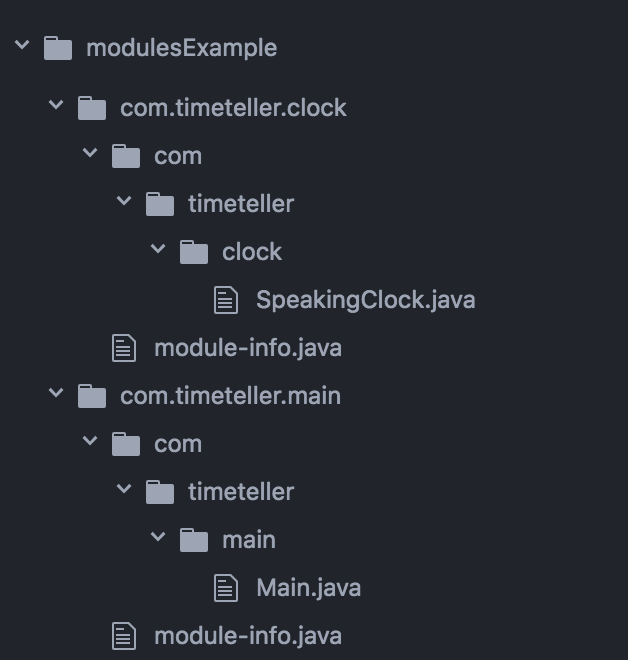 modulesExample
com.timeteller.clock
com
timeteller
clock
SpeakingClock.java
module-info.java
com.timeteller.main
com
timeteller
main
Main.java
module-info.java